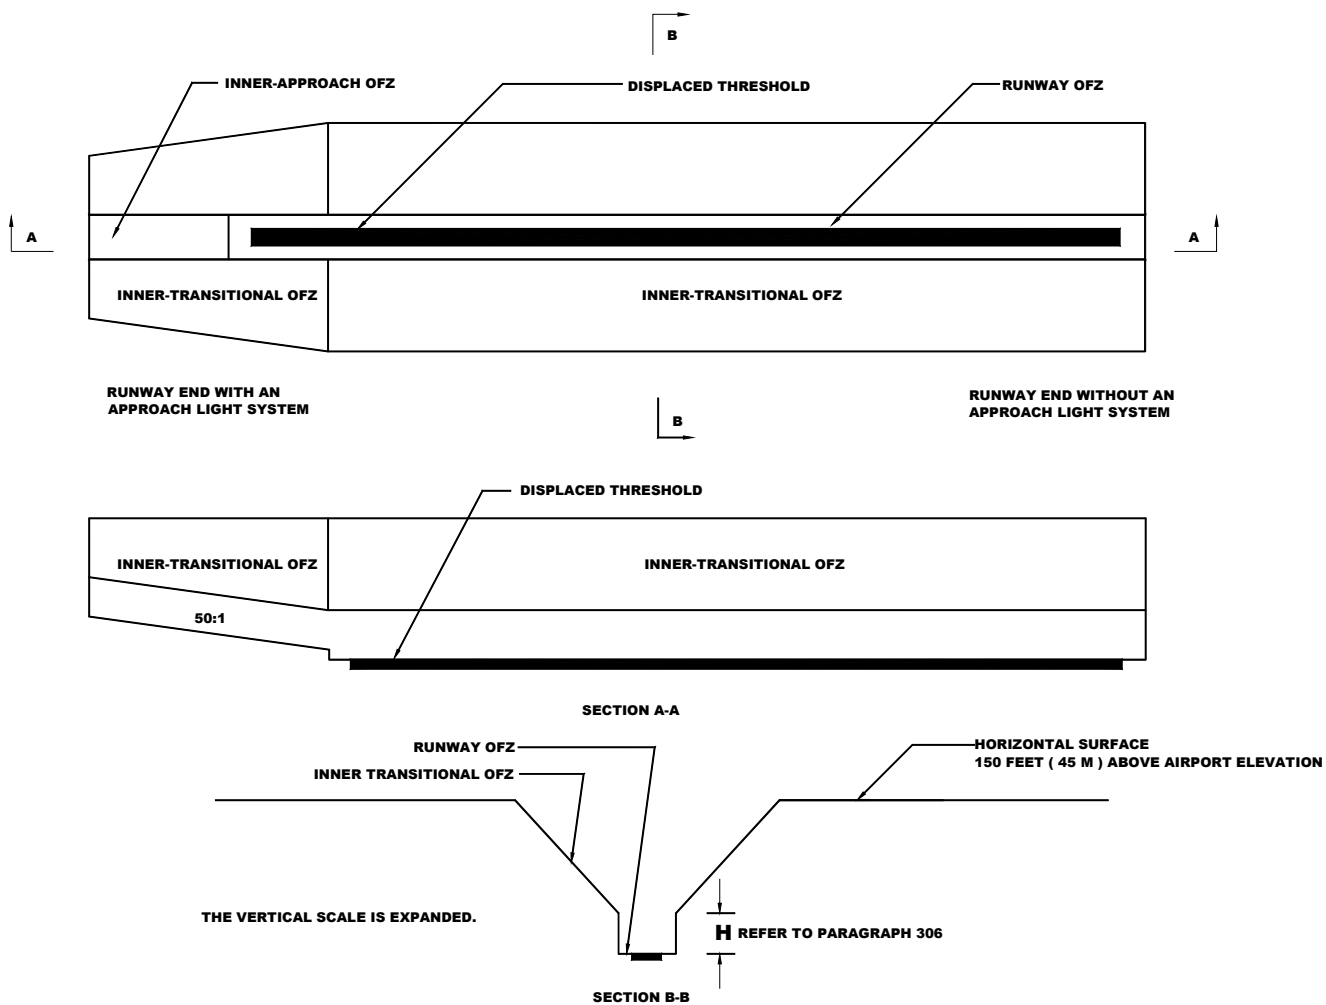 B
INNER-APPROACH OFZ
DISPLACED THRESHOLD
RUNWAY OFZ
A
A
INNER-TRANSITIONAL OFZ
INNER-TRANSITIONAL OFZ
RUNWAY END WITH AN
APPROACH LIGHT SYSTEM
RUNWAY END WITHOUT AN
APPROACH LIGHT SYSTEM
B
DISPLACED THRESHOLD
INNER-TRANSITIONAL OFZ
INNER-TRANSITIONAL OFZ
50:1
SECTION A-A
RUNWAY OFZ
INNER TRANSITIONAL OFZ
HORIZONTAL SURFACE
150 FEET ( 45 M ) ABOVE AIRPORT ELEVATION
THE VERTICAL SCALE IS EXPANDED.
H REFER TO PARAGRAPH 306
SECTION B-B